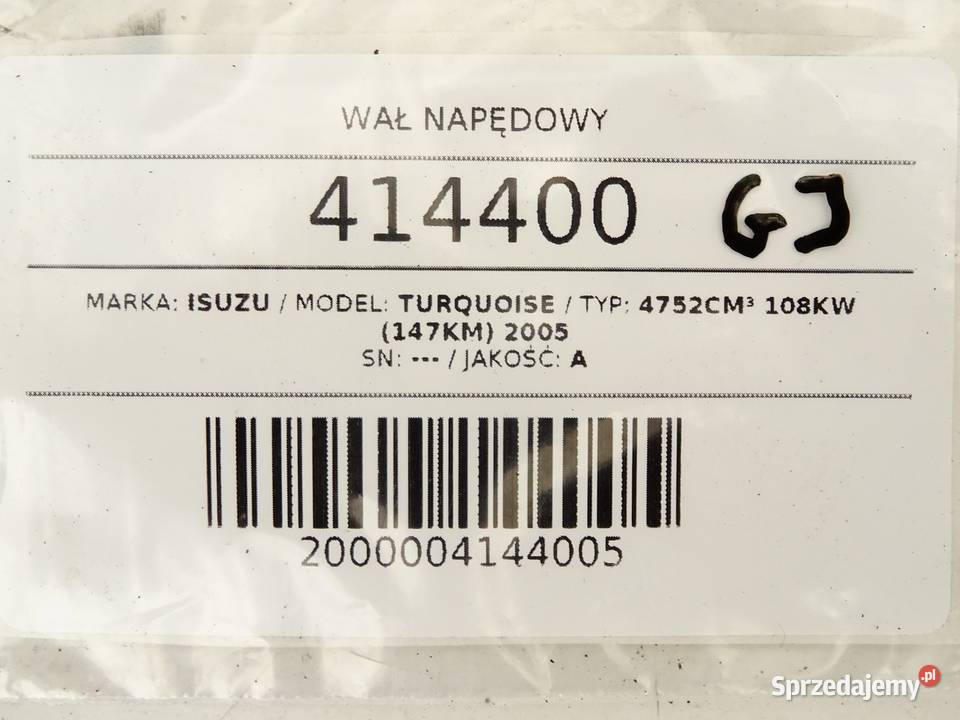 WAŁ NAPĘDOWY
414400 GJ
MARKA: ISUZU / MODEL: TURQUOISE / TYP: 4752CM³ 108KW
(147KM) 2005
SN: --- / JAKOŚĆ: A
2000004144005
Sprzedajemy.pl